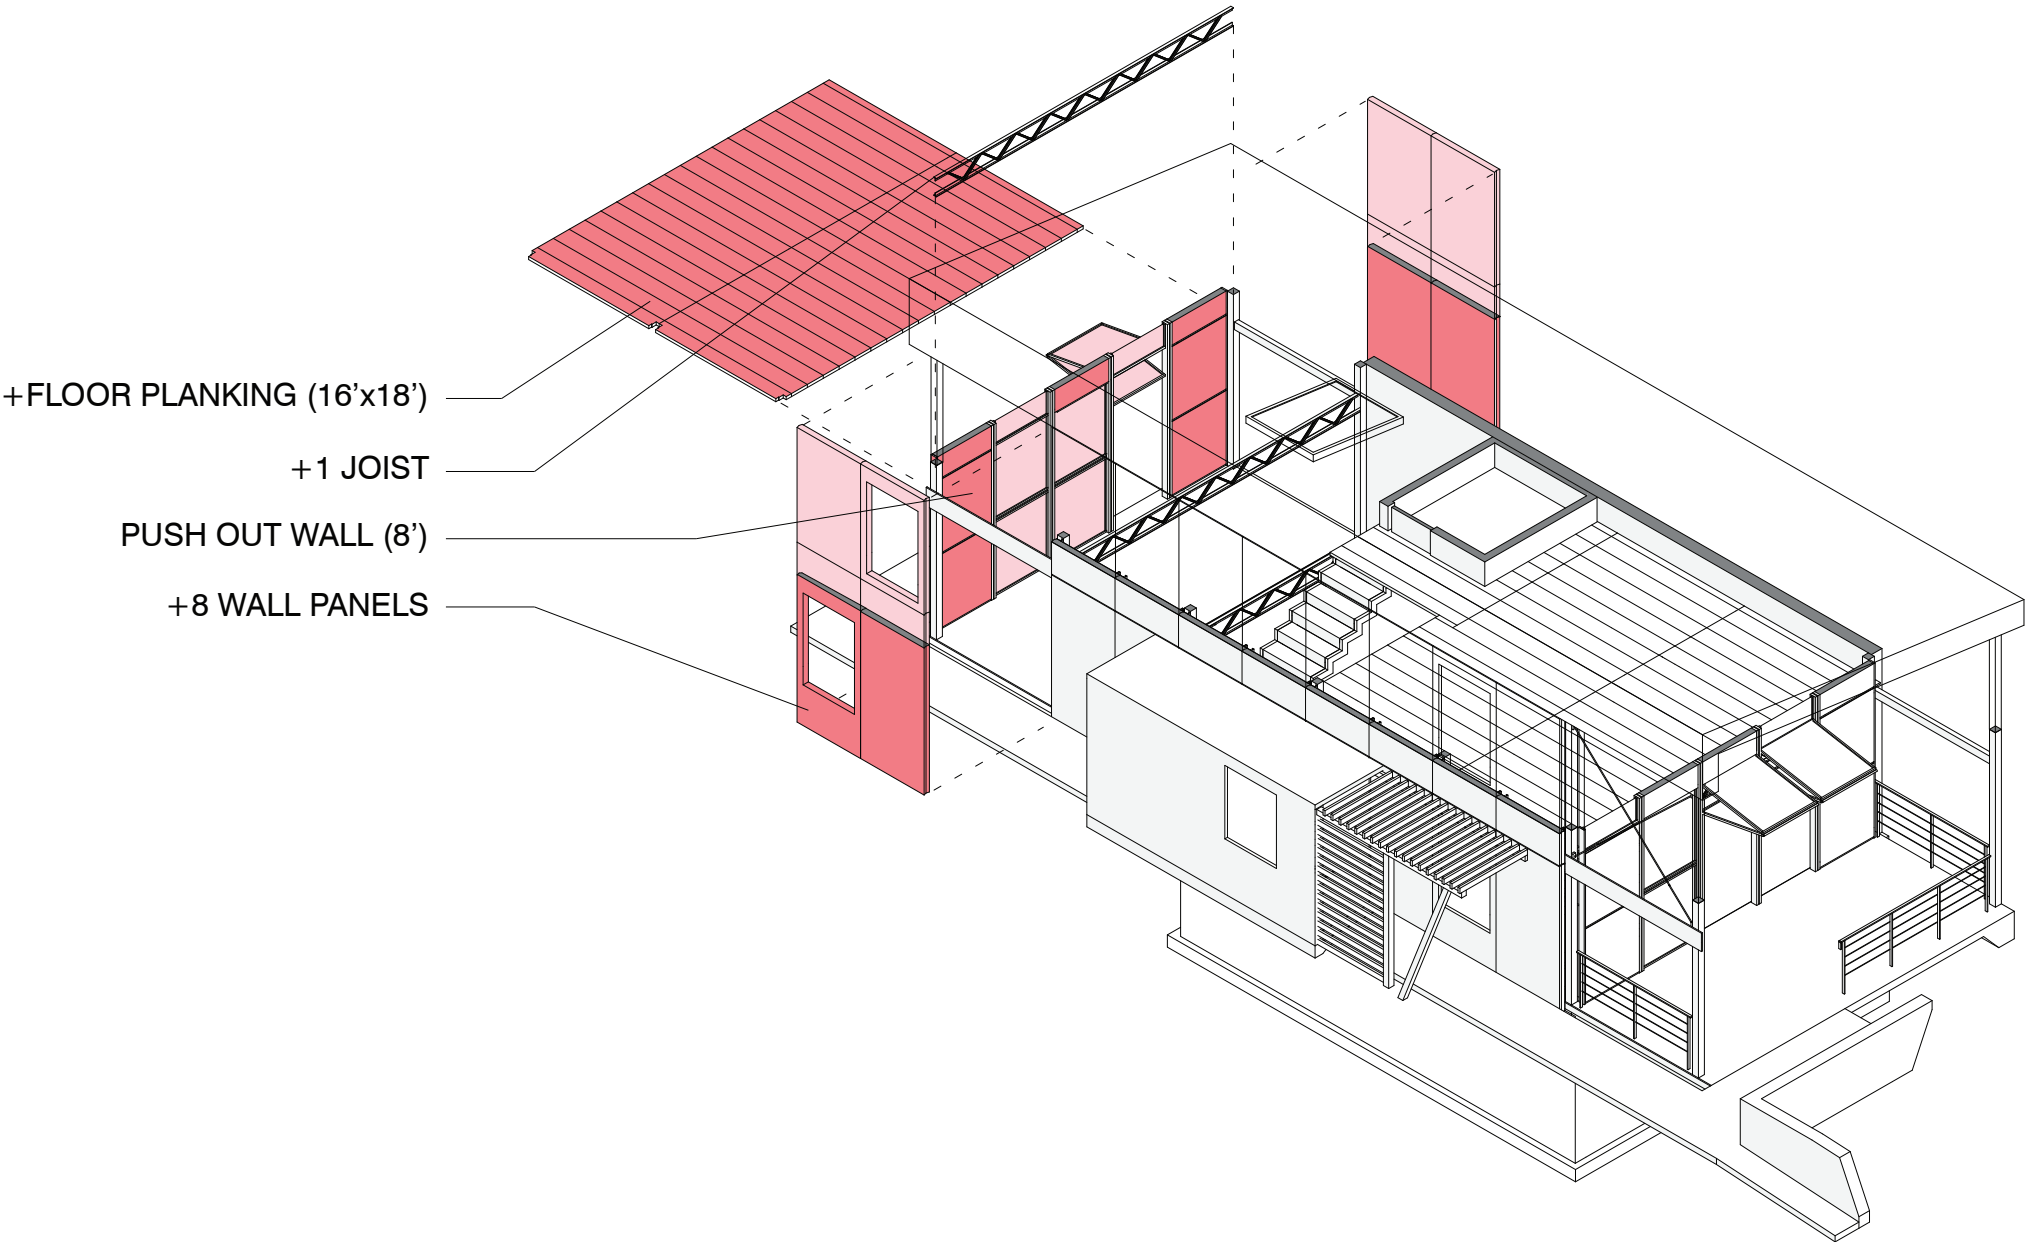 +FLOOR PLANKING (16’x18’)
+1 JOIST
PUSH OUT WALL (8’)
+8 WALL PANELS